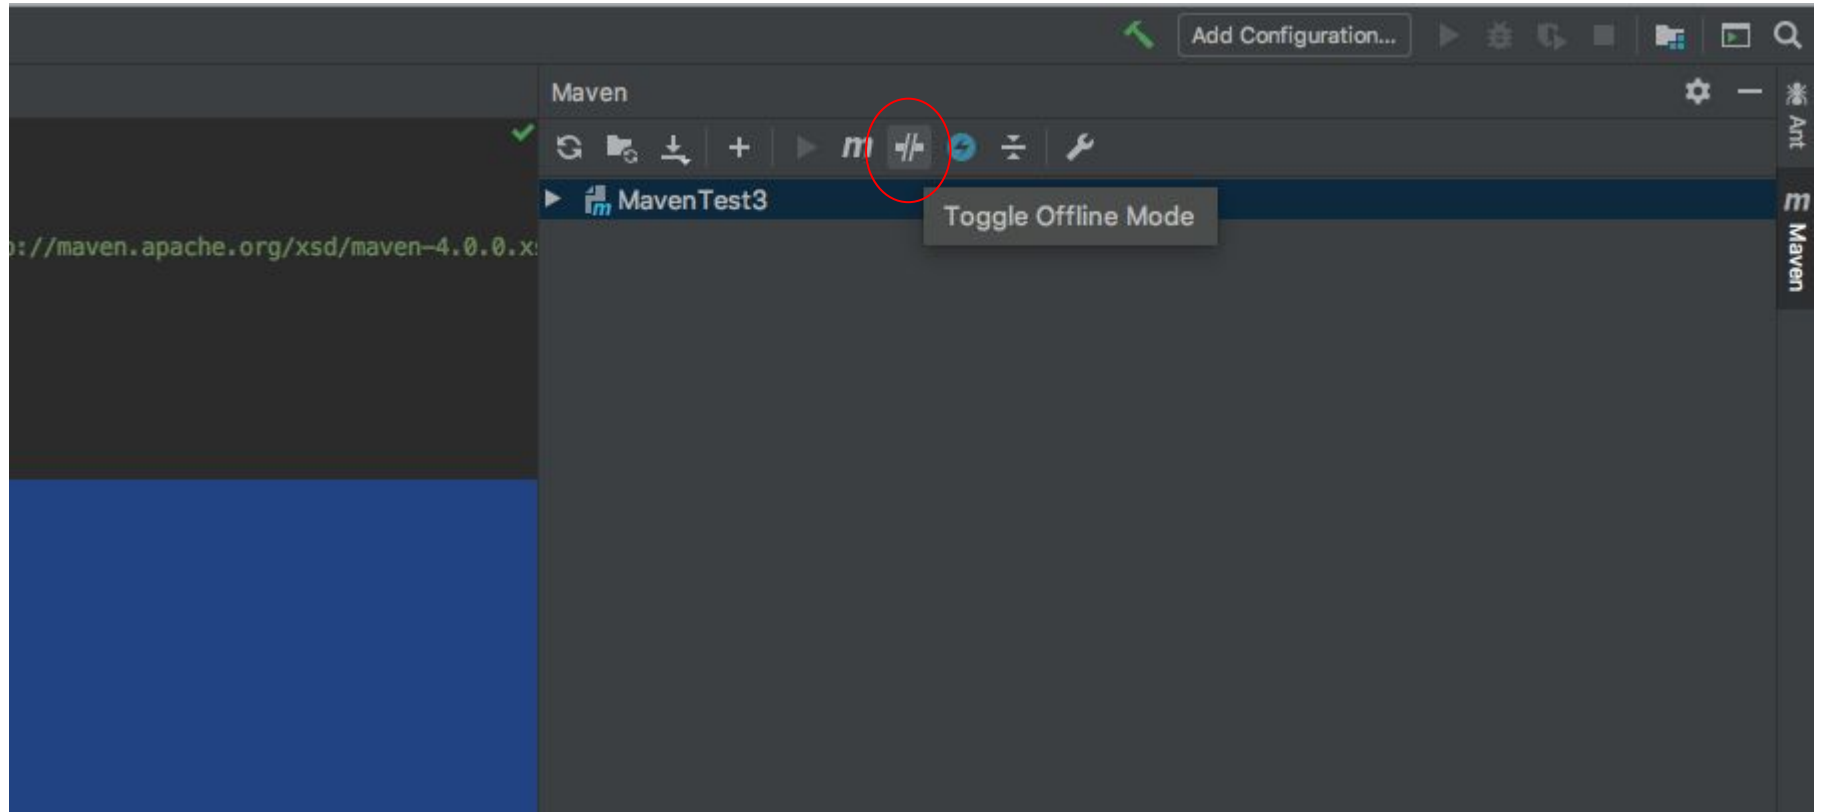 Add Configuration...
Maven
Ant
m
MavenTest3
Toggle Offline Mode
m Maven
://maven.apache.org/xsd/maven-4.0.0.x